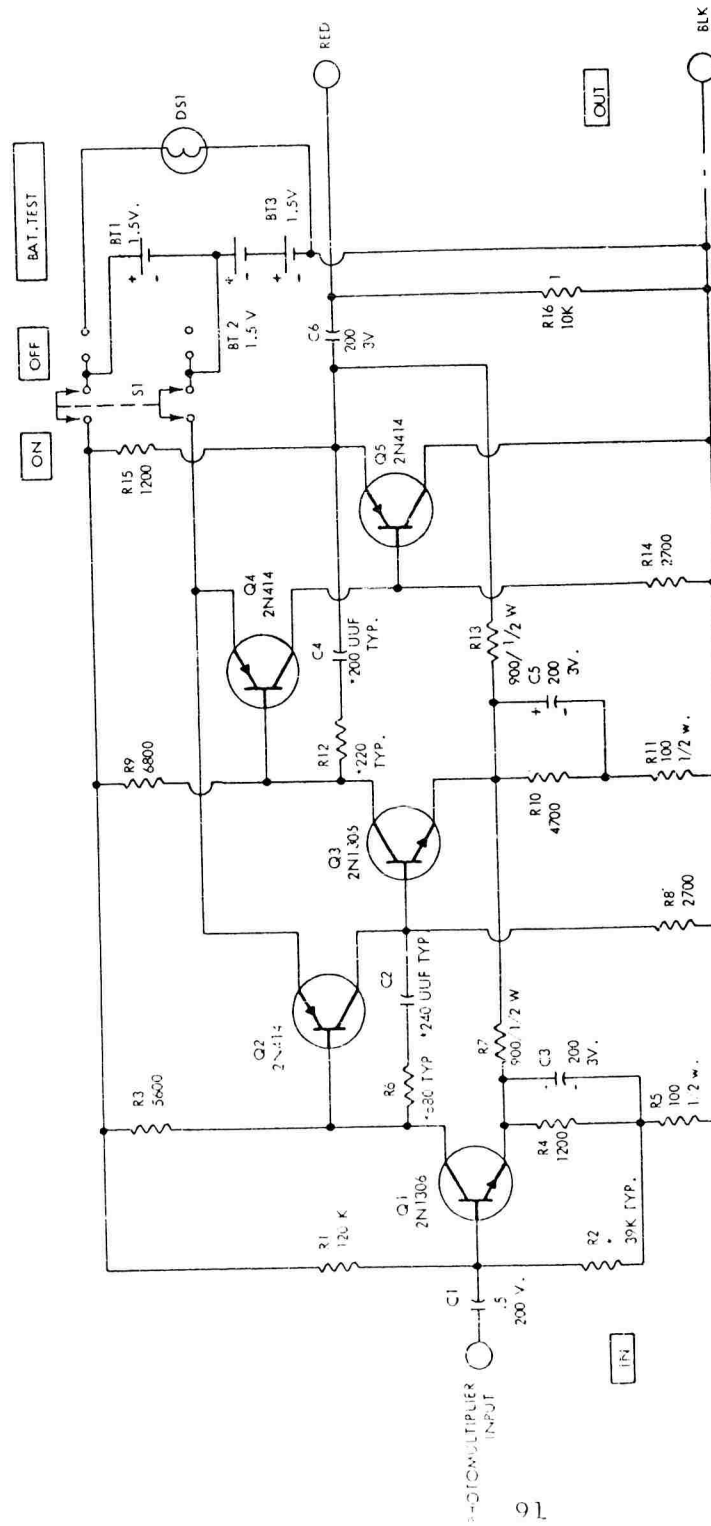 BAT. TEST
ON
OFF
S1
BT1
1.5V.
BT 2
1.5 V
BT3
1.5V
DS1
RED
R15
1200
R9
6800
R3
5600
R1
120 K
Q4
2N414
Q5
2N414
Q2
2N414
Q3
2N1305
Q1
2N1306
C6
200
3V
R16
10K
C4
*200 UUF
TYP.
R12
*220
TYP.
C2
*240 UUF TYP.
R6
*680 TYP
R13
900/ 1/2 W
R7
900, 1/2 W
C5
200
3V.
R10
4700
R11
100
1/2 w.
R14
2700
R8
2700
C3
200
3V.
R4
1200
R5
100
1/2 w.
R2
*
39K TYP.
C1
.5
200 V.
PHOTOMULTIPLIER
INPUT
IN
OUT
BLK
16